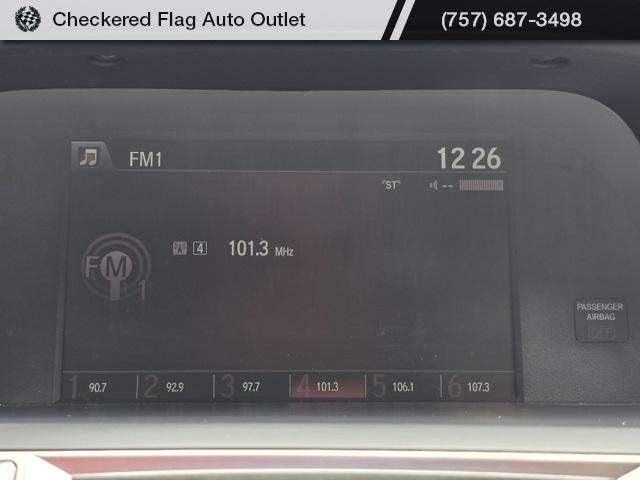 Checkered Flag Auto Outlet (757) 687-3498
FM1 12 26
"ST" --
4 101.3 MHz
FM 1
PASSENGER
AIRBAG
OFF
1 90.7 2 92.9 3 97.7 4 101.3 5 106.1 6 107.3